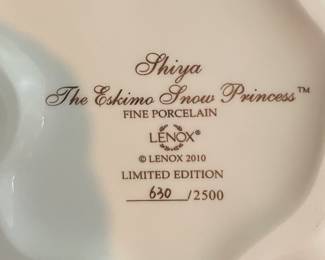 Shiya
The Eskimo Snow Princess™
FINE PORCELAIN
LENOX®
© LENOX 2010
LIMITED EDITION
630/2500